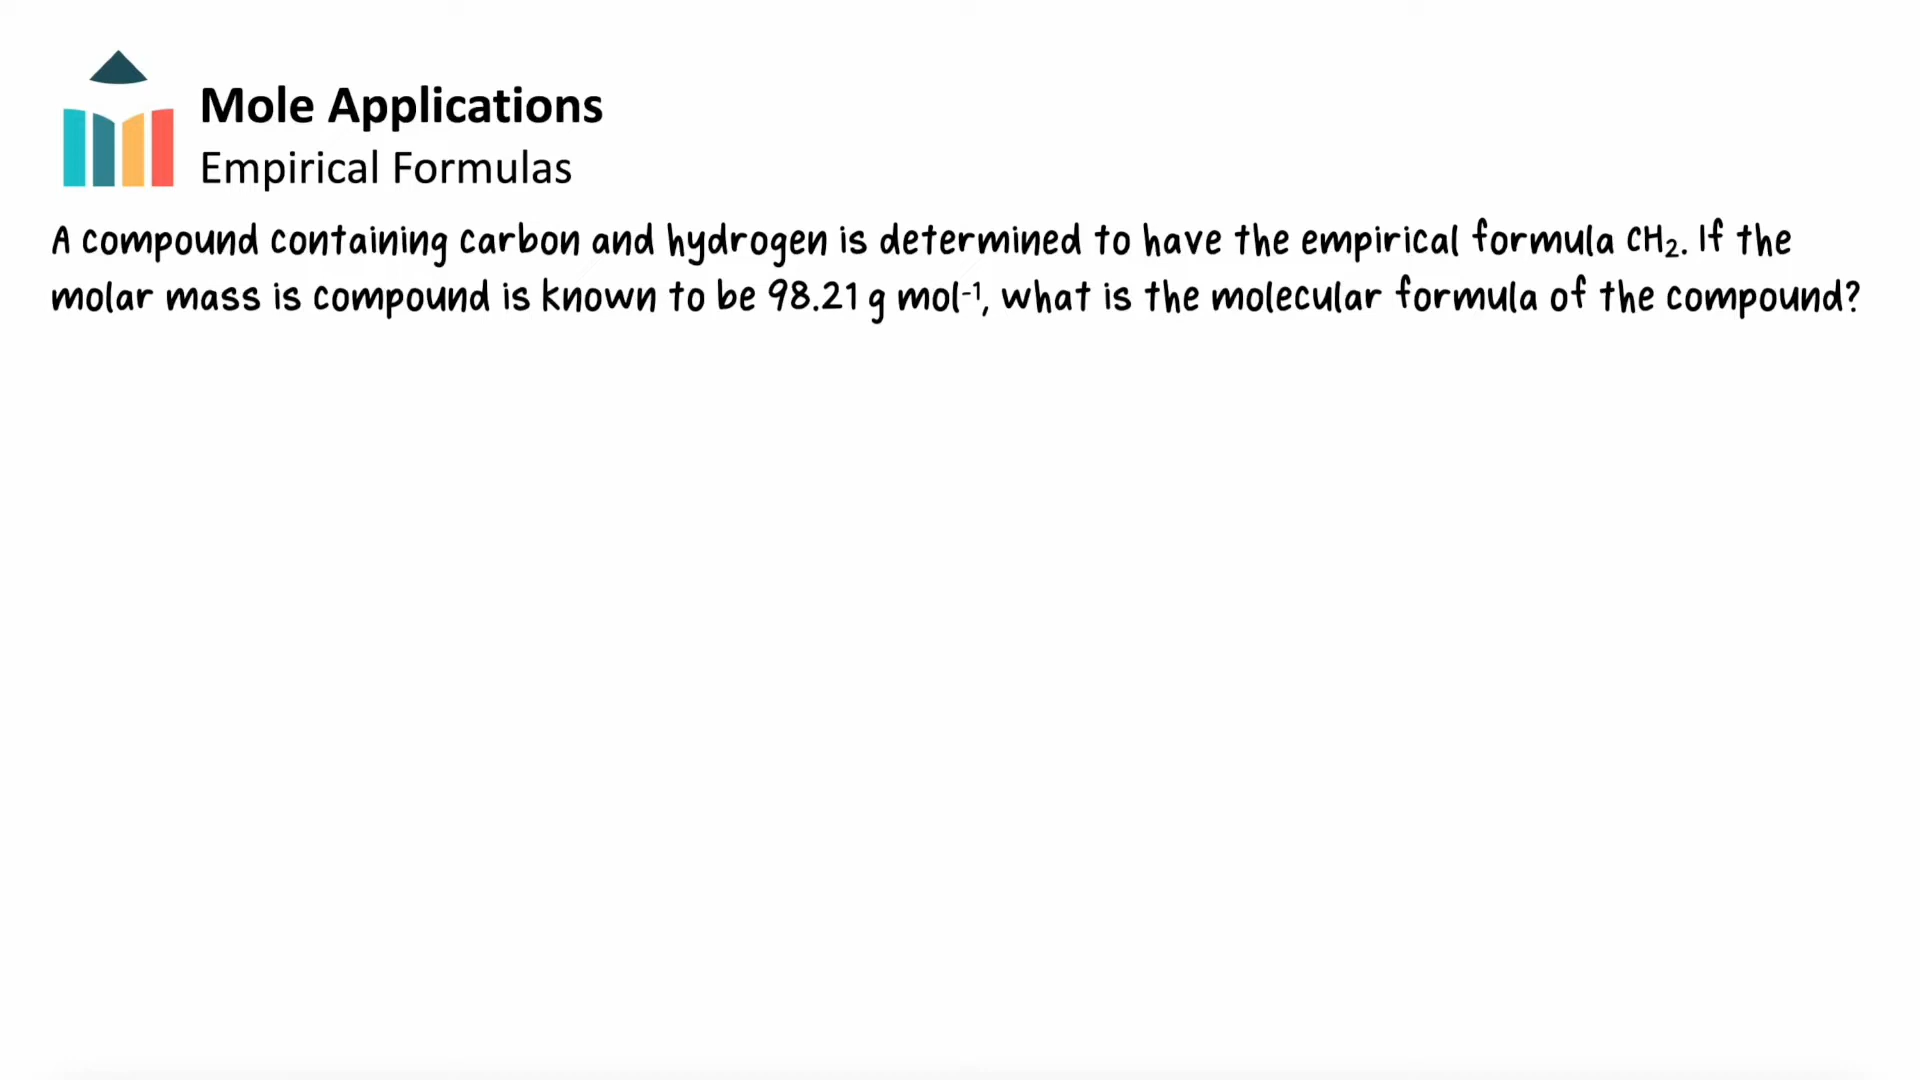 Mole Applications
Empirical Formulas
A compound containing carbon and hydrogen is determined to have the empirical formula CH₂. If the
molar mass is compound is known to be 98.21 g mol⁻¹, what is the molecular formula of the compound?